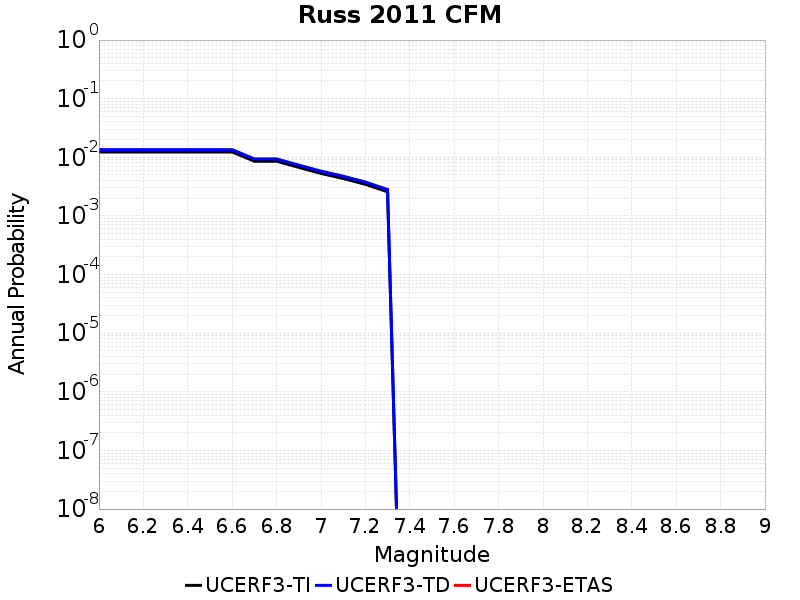 Russ 2011 CFM
10^0
10^-1
10^-2
10^-3
10^-4
10^-5
10^-6
10^-7
10^-8
Annual Probability
6 6.2 6.4 6.6 6.8 7 7.2 7.4 7.6 7.8 8 8.2 8.4 8.6 8.8 9
Magnitude
UCERF3-TI UCERF3-TD UCERF3-ETAS